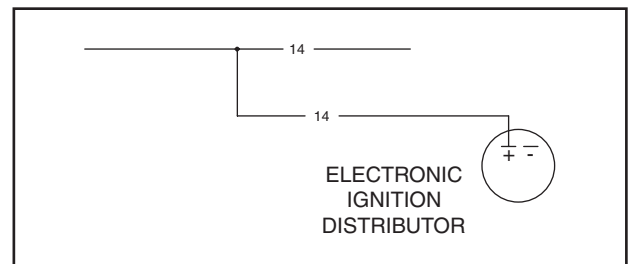 14
14
+ -
ELECTRONIC
IGNITION
DISTRIBUTOR